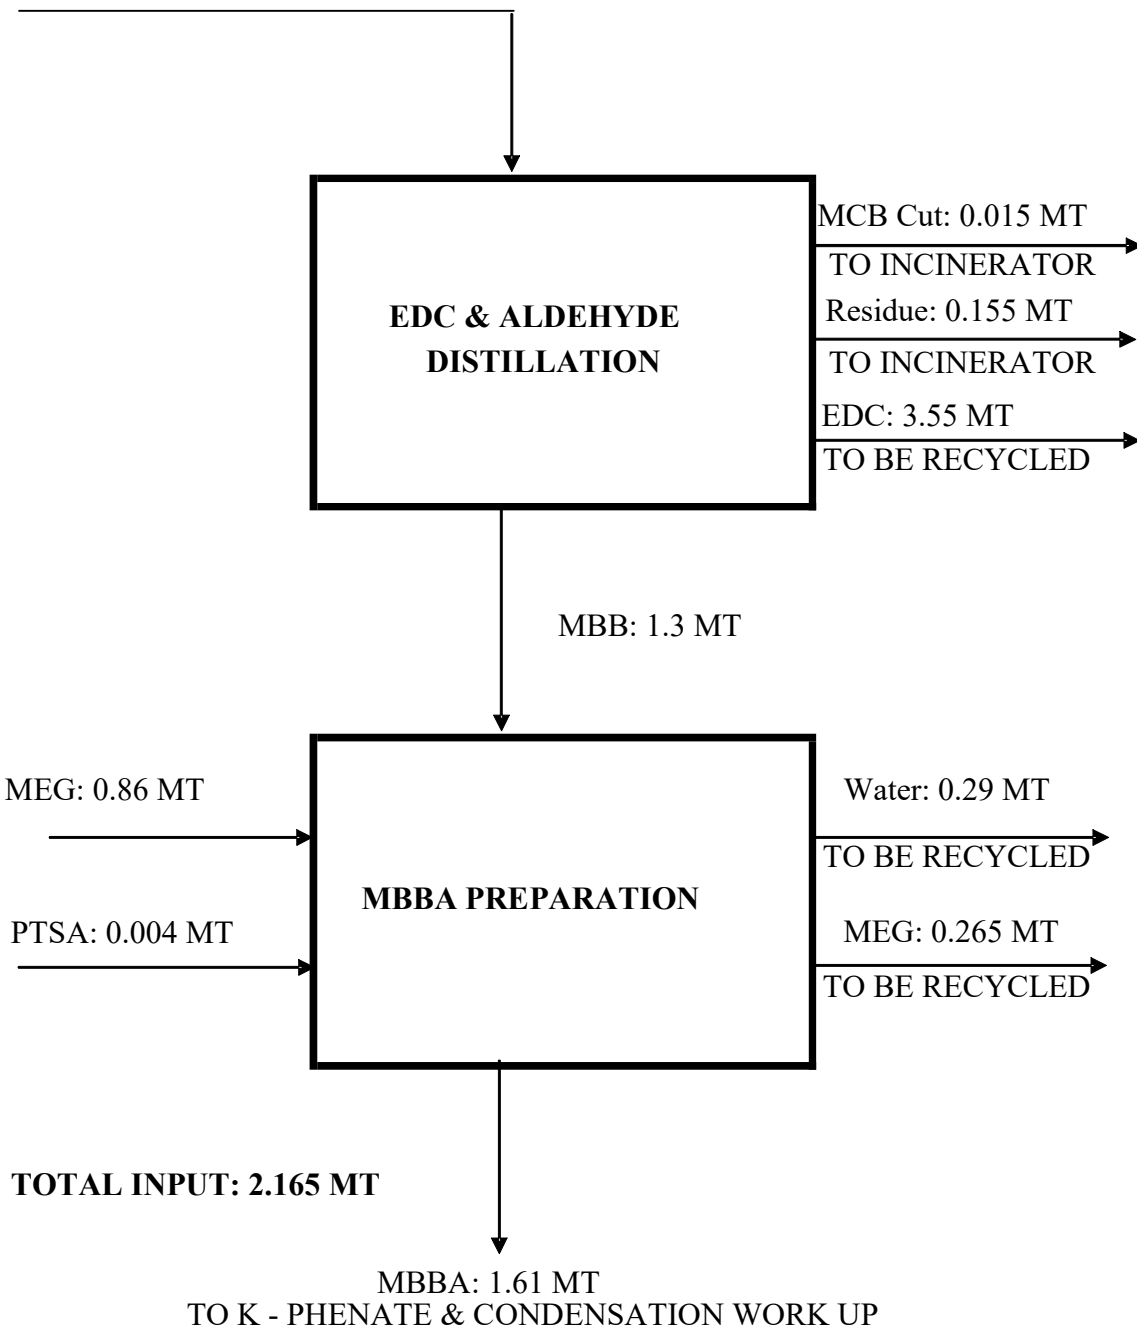 MCB Cut: 0.015 MT
TO INCINERATOR
EDC & ALDEHYDE
DISTILLATION
Residue: 0.155 MT
TO INCINERATOR
EDC: 3.55 MT
TO BE RECYCLED
MBB: 1.3 MT
MEG: 0.86 MT
Water: 0.29 MT
TO BE RECYCLED
MBBA PREPARATION
PTSA: 0.004 MT
MEG: 0.265 MT
TO BE RECYCLED
TOTAL INPUT: 2.165 MT
MBBA: 1.61 MT
TO K - PHENATE & CONDENSATION WORK UP